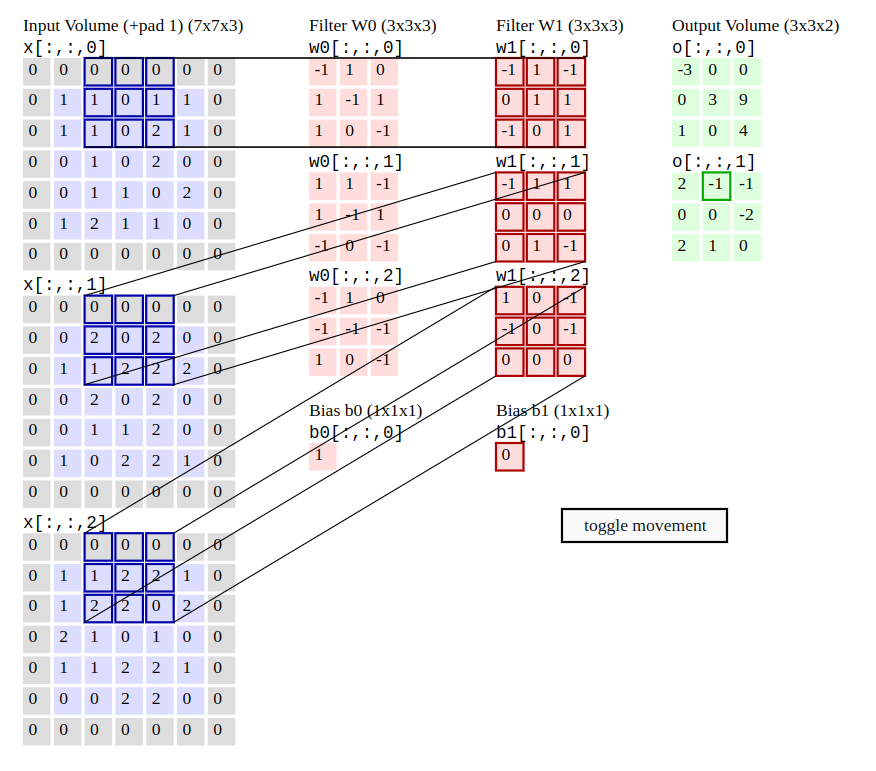 Input Volume (+pad 1) (7x7x3)
x[:,:,0]
0 0 0 0 0 0 0
0 1 1 0 1 1 0
0 1 1 0 2 1 0
0 0 1 0 2 0 0
0 0 1 1 0 2 0
0 1 2 1 1 0 0
0 0 0 0 0 0 0
x[:,:,1]
0 0 0 0 0 0 0
0 0 2 0 2 0 0
0 1 1 2 2 2 0
0 0 2 0 2 0 0
0 0 1 1 2 0 0
0 1 0 2 2 1 0
0 0 0 0 0 0 0
x[:,:,2]
0 0 0 0 0 0 0
0 1 1 2 2 1 0
0 1 2 2 0 2 0
0 2 1 0 1 0 0
0 1 1 2 2 1 0
0 0 0 2 2 0 0
0 0 0 0 0 0 0
Filter W0 (3x3x3)
w0[:,:,0]
-1 1 0
1 -1 1
1 0 -1
w0[:,:,1]
1 1 -1
1 -1 1
-1 0 -1
w0[:,:,2]
-1 1 0
-1 -1 -1
1 0 -1
Bias b0 (1x1x1)
b0[:,:,0]
1
Filter W1 (3x3x3)
w1[:,:,0]
-1 1 -1
0 1 1
-1 0 1
w1[:,:,1]
-1 1 1
0 0 0
0 1 -1
w1[:,:,2]
1 0 -1
-1 0 -1
0 0 0
Bias b1 (1x1x1)
b1[:,:,0]
0
Output Volume (3x3x2)
o[:,:,0]
-3 0 0
0 3 9
1 0 4
o[:,:,1]
2 -1 -1
0 0 -2
2 1 0
toggle movement